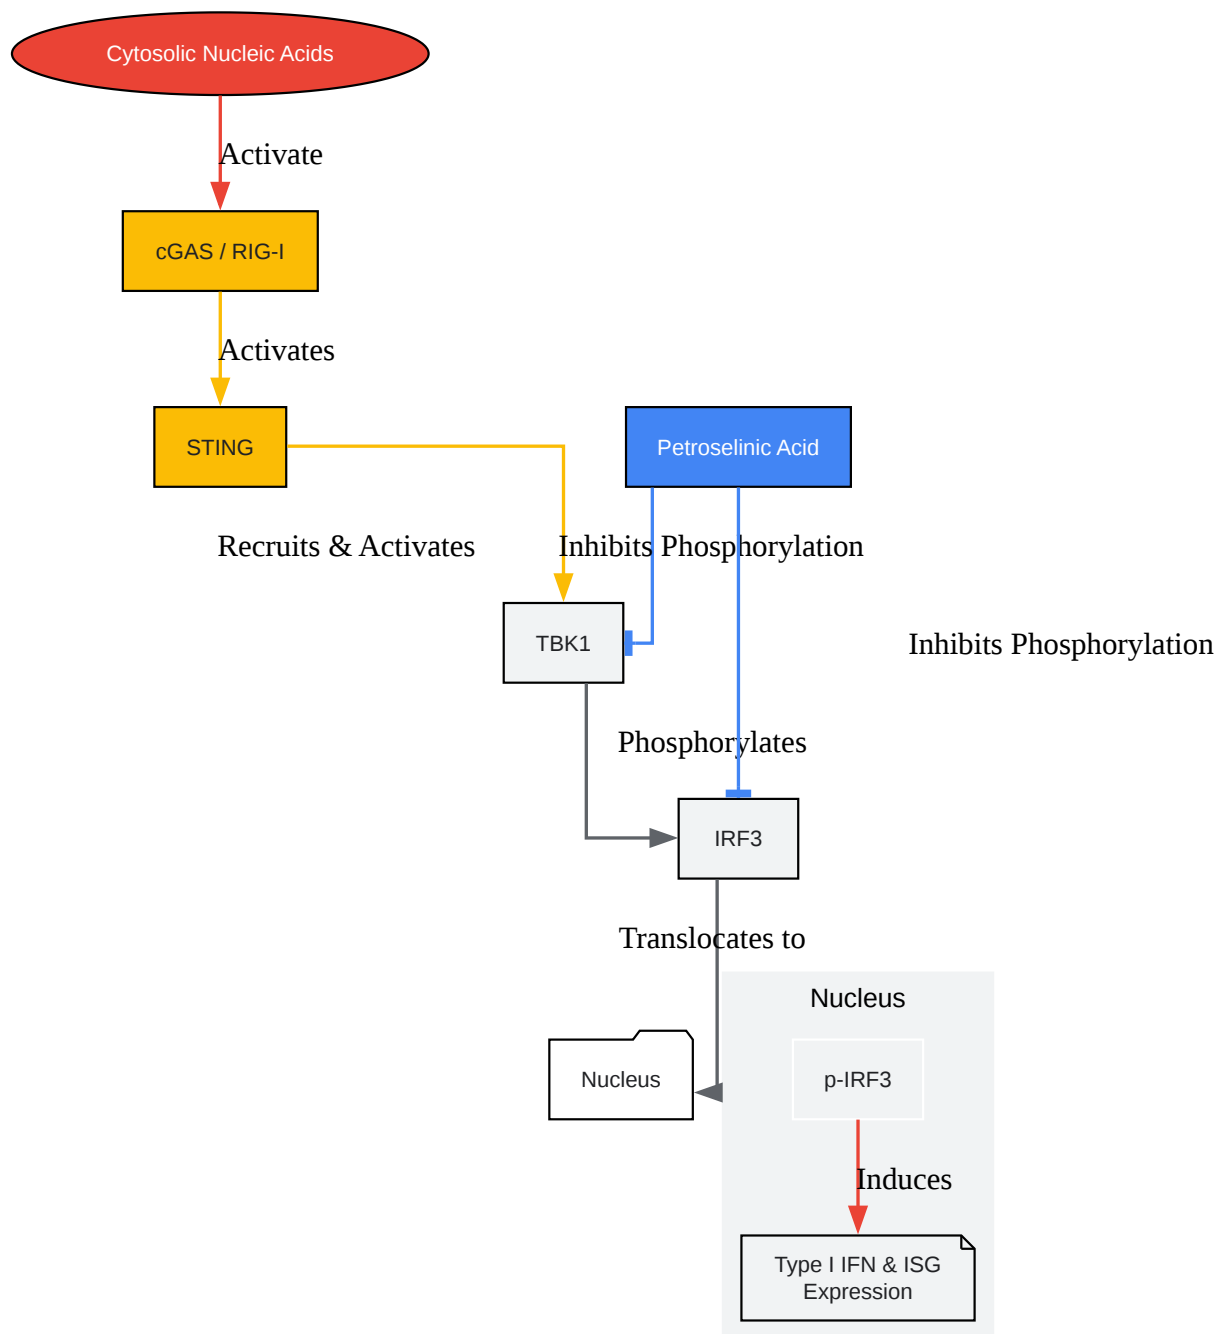 Cytosolic Nucleic Acids
Activate
cGAS / RIG-I
Activates
STING
Petroselinic Acid
Recruits & Activates
Inhibits Phosphorylation
TBK1
Inhibits Phosphorylation
Phosphorylates
IRF3
Translocates to
Nucleus
Nucleus
p-IRF3
Induces
Type I IFN & ISG
Expression